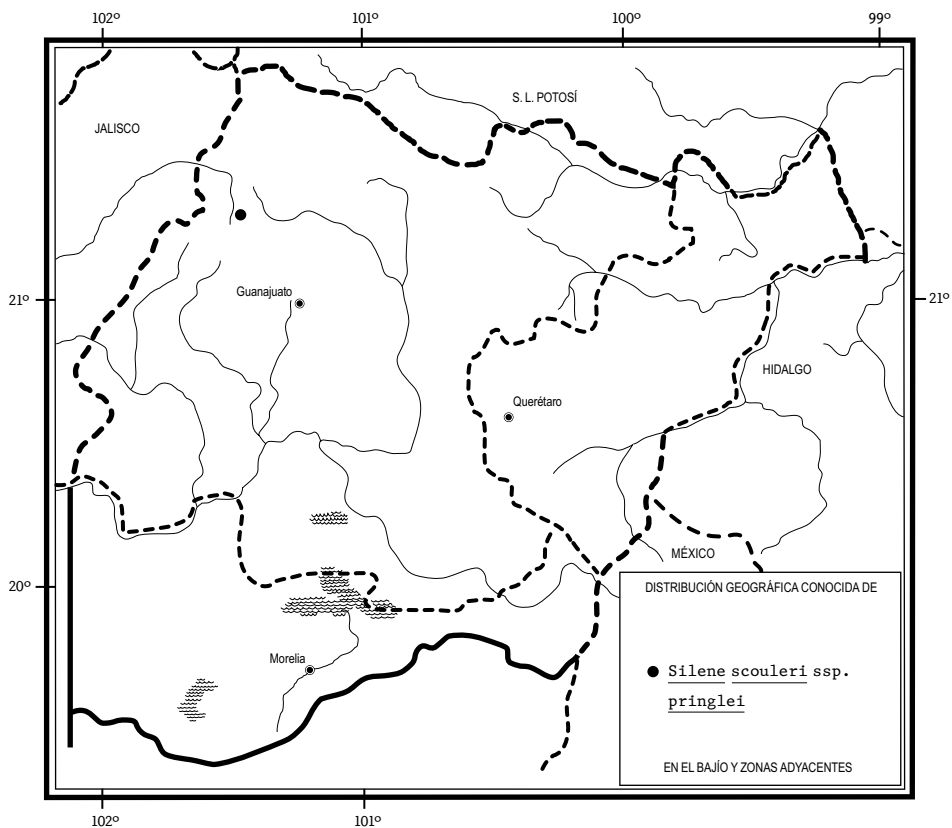 102º 101º 100º 99º
S. L. POTOSÍ
JALISCO
Guanajuato
21º 21º
HIDALGO
Querétaro
MÉXICO
20º
DISTRIBUCIÓN GEOGRÁFICA CONOCIDA DE
Morelia
Silene scouleri ssp.
pringlei
EN EL BAJÍO Y ZONAS ADYACENTES
102º 101º